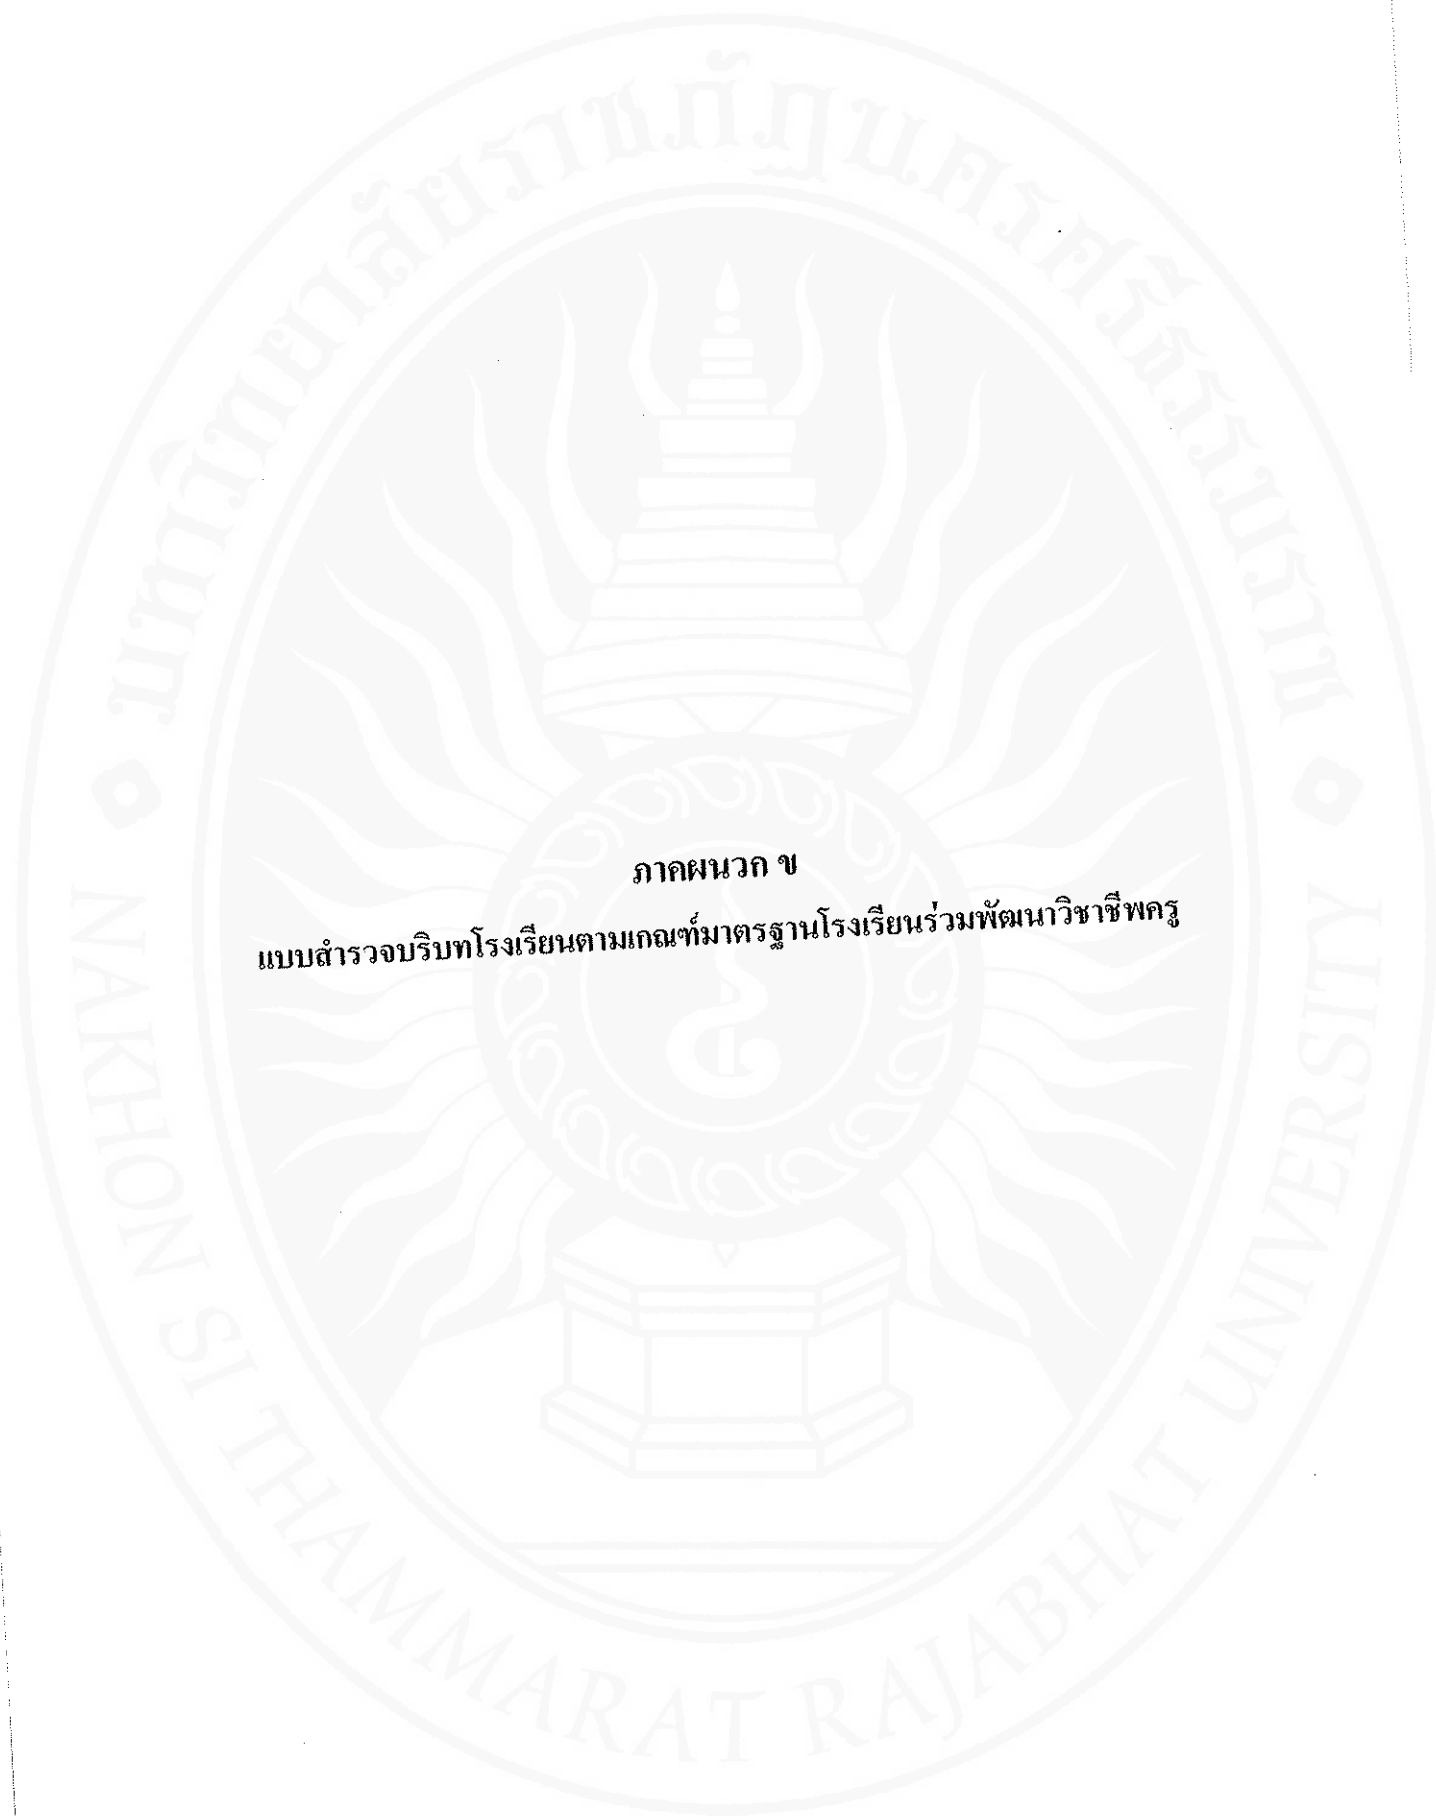 มหาวิทยาลัยราชภัฏนครศรีธรรมราช
ภาคผนวก ข
แบบสำรวจบริบทโรงเรียนตามเกณฑ์มาตรฐานโรงเรียนร่วมพัฒนาวิชาชีพครู
NAKHON SI THAMMARAT RAJABHAT UNIVERSITY